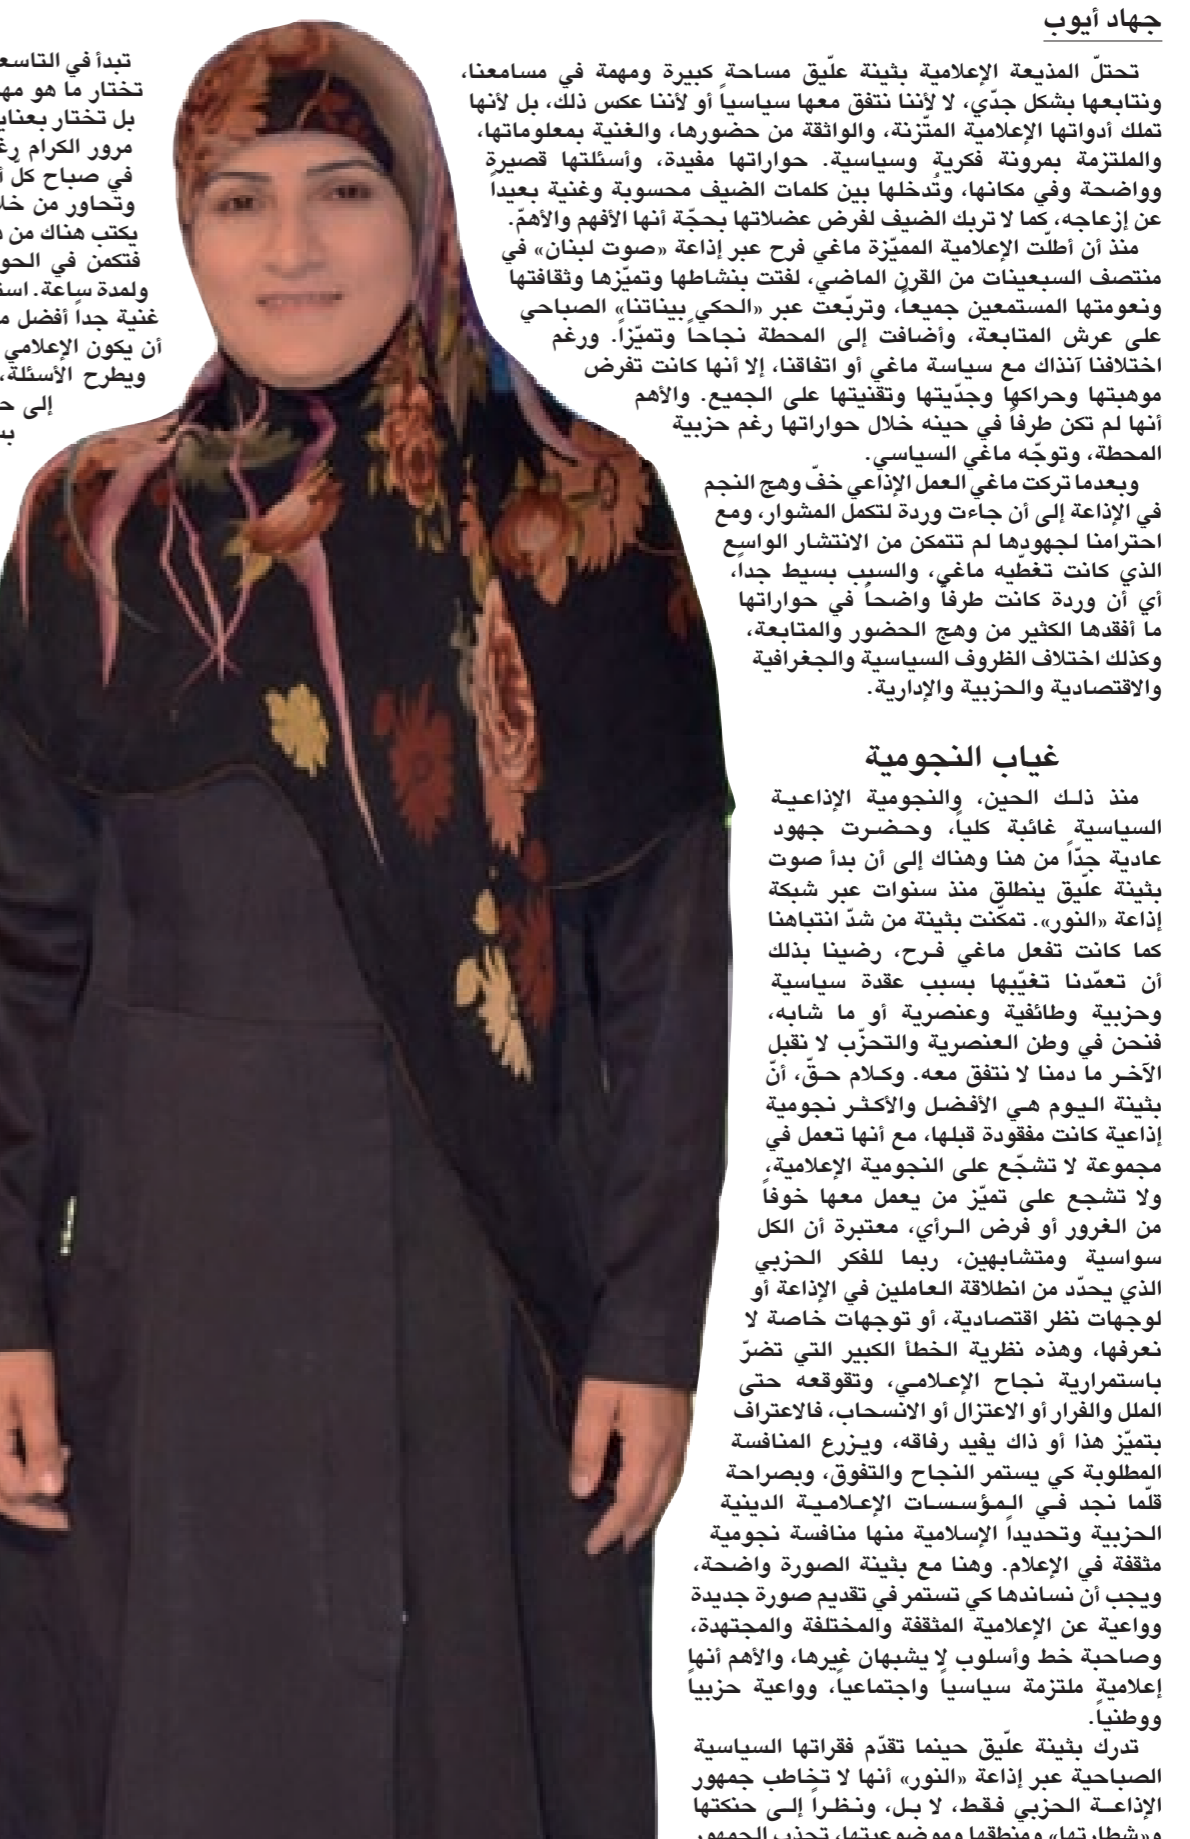 جهاد أيوب
تحتلّ المذيعة الإعلامية بثينة علّيق مساحة كبيرة ومهمة في مسامعنا،
ونتابعها بشكل جدّي، لا لأننا نتفق معها سياسياً أو لأننا عكس ذلك، بل لأنها
تملك أدواتها الإعلامية المتّزنة، والواثقة من حضورها، والغنية بمعلوماتها،
والملتزمة بمرونة فكرية وسياسية. حواراتها مفيدة، وأسئلتها قصيرة
وواضحة وفي مكانها، وتُدخلها بين كلمات الضيف محسوبة وغنية بعيداً
عن إزعاجه، كما لا تربك الضيف لفرض عضلاتها بحجّة أنها الأفهم والأهمّ.
منذ أن أطلّت الإعلامية المميّزة ماغي فرح عبر إذاعة «صوت لبنان» في
منتصف السبعينات من القرن الماضي، لفتت بنشاطها وتميّزها وثقافتها
ونعومتها المستمعين جميعاً، وتربّعت عبر «الحكي بيناتنا» الصباحي
على عرش المتابعة، وأضافت إلى المحطة نجاحاً وتميّزاً. ورغم
اختلافنا آنذاك مع سياسة ماغي أو اتفاقنا، إلا أنها كانت تفرض
موهبتها وحراكها وجدّيتها وتقنيتها على الجميع. والأهم
أنها لم تكن طرفاً في حينه خلال حواراتها رغم حزبية
المحطة، وتوجّه ماغي السياسي.
وبعدما تركت ماغي العمل الإذاعي خفّ وهج النجم
في الإذاعة إلى أن جاءت وردة لتكمل المشوار، ومع
احترامنا لجهودها لم تتمكن من الانتشار الواسع
الذي كانت تغطّيه ماغي، والسبب بسيط جداً،
أي أن وردة كانت طرفاً واضحاً في حواراتها
ما أفقدها الكثير من وهج الحضور والمتابعة،
وكذلك اختلاف الظروف السياسية والجغرافية
والاقتصادية والحزبية والإدارية.
غياب النجومية
منذ ذلك الحين، والنجومية الإذاعية
السياسية غائبة كلياً، وحضرت جهود
عادية جدّاً من هنا وهناك إلى أن بدأ صوت
بثينة علّيق ينطلق منذ سنوات عبر شبكة
إذاعة «النور». تمكّنت بثينة من شدّ انتباهنا
كما كانت تفعل ماغي فرح، رضينا بذلك
أن تعمّدنا تغيّبها بسبب عقدة سياسية
وحزبية وطائفية وعنصرية أو ما شابه،
فنحن في وطن العنصرية والتحزّب لا نقبل
الآخر ما دمنا لا نتفق معه. وكلام حقّ، أنّ
بثينة اليوم هي الأفضل والأكثر نجومية
إذاعية كانت مفقودة قبلها، مع أنها تعمل في
مجموعة لا تشجّع على النجومية الإعلامية،
ولا تشجع على تميّز من يعمل معها خوفاً
من الغرور أو فرض الرأي، معتبرة أن الكل
سواسية ومتشابهين، ربما للفكر الحزبي
الذي يحدّد من انطلاقة العاملين في الإذاعة أو
لوجهات نظر اقتصادية، أو توجهات خاصة لا
نعرفها، وهذه نظرية الخطأ الكبير التي تضرّ
باستمرارية نجاح الإعلامي، وتقوقعه حتى
الملل والفرار أو الاعتزال أو الانسحاب، فالاعتراف
بتميّز هذا أو ذاك يفيد رفاقه، ويزرع المنافسة
المطلوبة كي يستمر النجاح والتفوق، وبصراحة
قلّما نجد في المؤسسات الإعلامية الدينية
الحزبية وتحديداً الإسلامية منها منافسة نجومية
مثقفة في الإعلام. وهنا مع بثينة الصورة واضحة،
ويجب أن نساندها كي تستمر في تقديم صورة جديدة
وواعية عن الإعلامية المثقفة والمختلفة والمجتهدة،
وصاحبة خط وأسلوب لا يشبهان غيرها، والأهم أنها
إعلامية ملتزمة سياسياً واجتماعياً، وواعية حزبياً
ووطنياً.
تدرك بثينة علّيق حينما تقدّم فقراتها السياسية
الصباحية عبر إذاعة «النور» أنها لا تخاطب جمهور
الإذاعة الحزبي فقط، لا بل، ونظراً إلى حنكتها
و«شطارتها» ومنطقها وموضوعيتها، تجذب الجمهور
تبدأ في التاسعة
تختار ما هو
بل تختار
مرور الكرام
في صباح كل
وتحاور من
يكتب هناك من
فتكمن في
ولمدة ساعة.
غنية جداً أفضل
أن يكون الإعلامي
ويطرح الأسئلة،
إلى